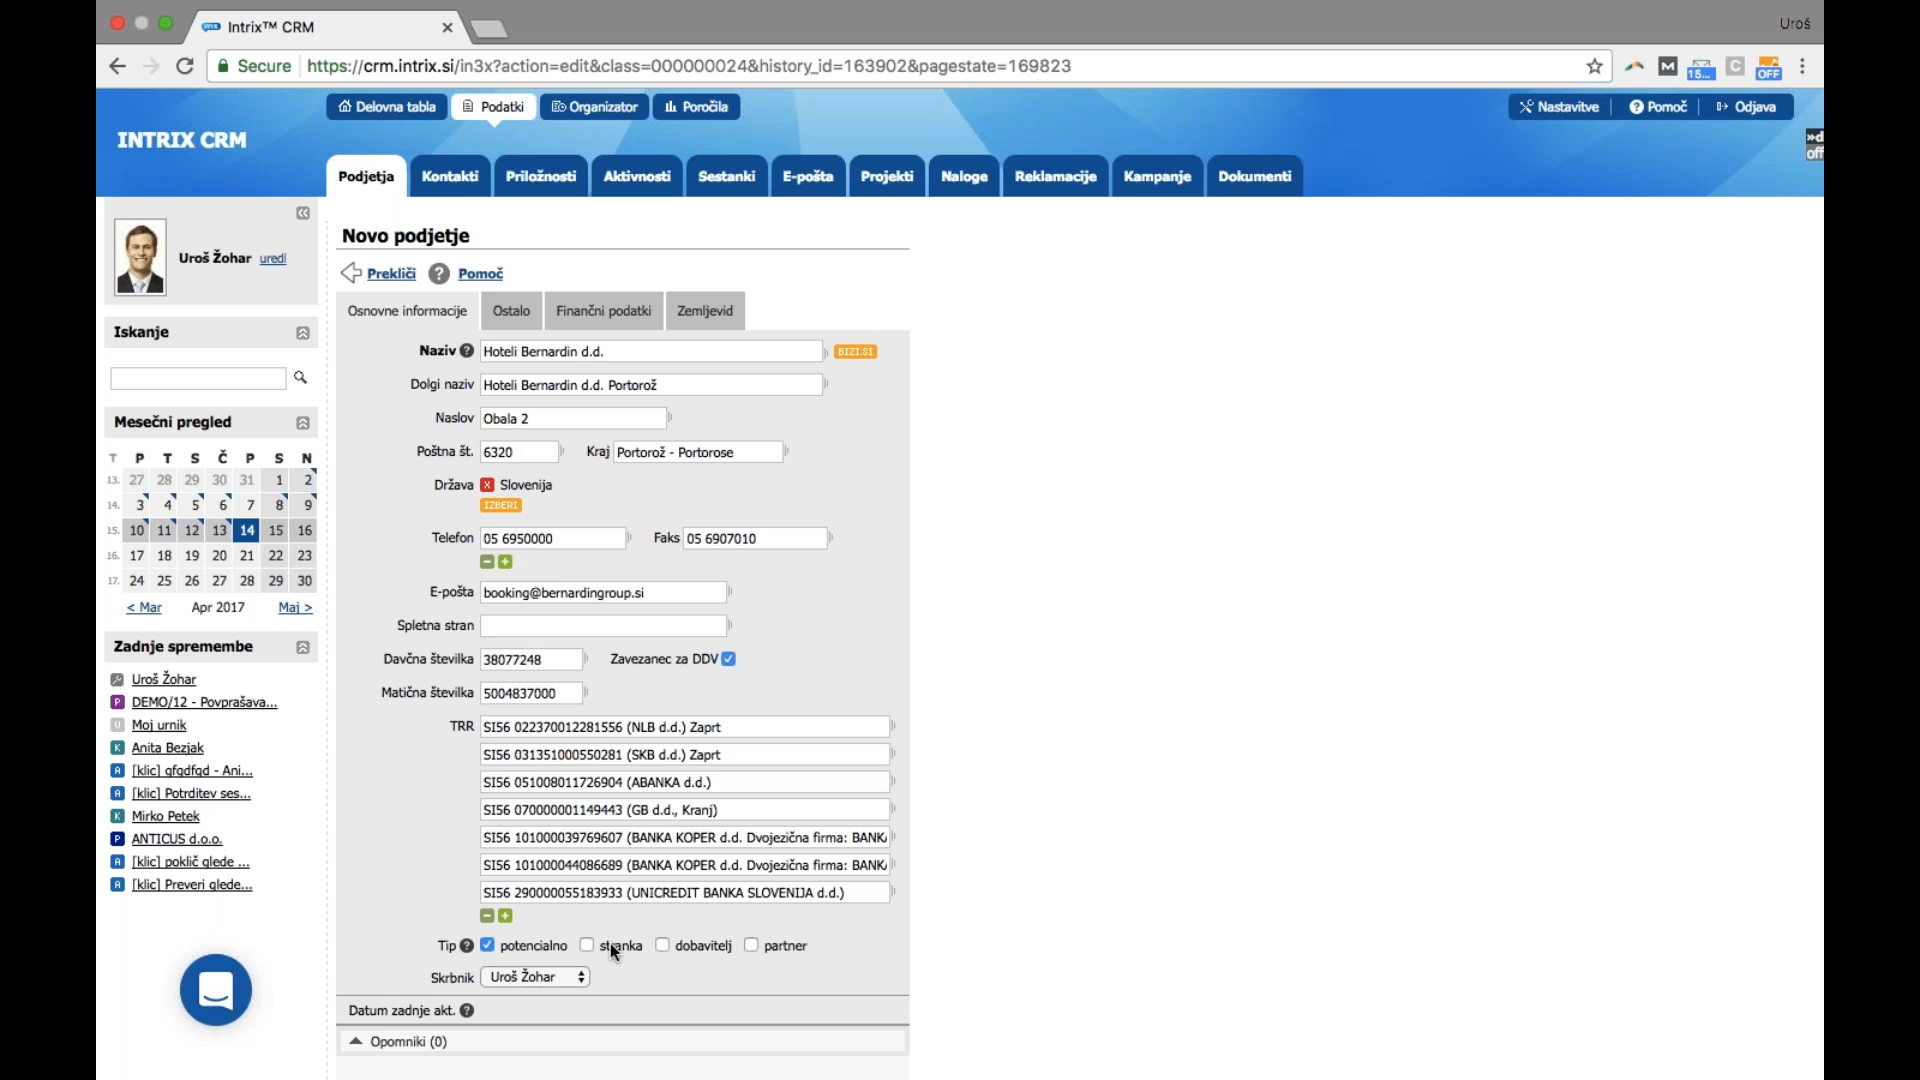 Intrix™ CRM
Uroš
Secure https://crm.intrix.si/in3x?action=edit&class=000000024&history_id=163902&pagestate=169823
M 15... C OFF
Delovna tabla Podatki Organizator Poročila
Nastavitve Pomoč Odjava
INTRIX CRM
»d
off
Podjetja Kontakti Priložnosti Aktivnosti Sestanki E-pošta Projekti Naloge Reklamacije Kampanje Dokumenti
Uroš Žohar uredi
Iskanje
Mesečni pregled
T P T S Č P S N
13. 27 28 29 30 31 1 2
14. 3 4 5 6 7 8 9
15. 10 11 12 13 14 15 16
16. 17 18 19 20 21 22 23
17. 24 25 26 27 28 29 30
< Mar Apr 2017 Maj >
Zadnje spremembe
Uroš Žohar
P DEMO/12 - Povprašava...
U Moj urnik
K Anita Bezjak
A [klic] gfgdfgd - Ani...
A [klic] Potrditev ses...
K Mirko Petek
P ANTICUS d.o.o.
A [klic] poklič glede ...
A [klic] Preveri glede...
Novo podjetje
Prekliči ? Pomoč
Osnovne informacije Ostalo Finančni podatki Zemljevid
Naziv ? Hoteli Bernardin d.d. BIZI.SI
Dolgi naziv Hoteli Bernardin d.d. Portorož
Naslov Obala 2
Poštna št. 6320 Kraj Portorož - Portorose
Država X Slovenija
IZBERI
Telefon 05 6950000 Faks 05 6907010
E-pošta booking@bernardingroup.si
Spletna stran
Davčna številka 38077248 Zavezanec za DDV
Matična številka 5004837000
TRR SI56 022370012281556 (NLB d.d.) Zaprt
SI56 031351000550281 (SKB d.d.) Zaprt
SI56 051008011726904 (ABANKA d.d.)
SI56 070000001149443 (GB d.d., Kranj)
SI56 101000039769607 (BANKA KOPER d.d. Dvojezična firma: BANKA
SI56 101000044086689 (BANKA KOPER d.d. Dvojezična firma: BANKA
SI56 290000055183933 (UNICREDIT BANKA SLOVENIJA d.d.)
Tip ? potencialno stranka dobavitelj partner
Skrbnik Uroš Žohar
Datum zadnje akt. ?
Opomniki (0)